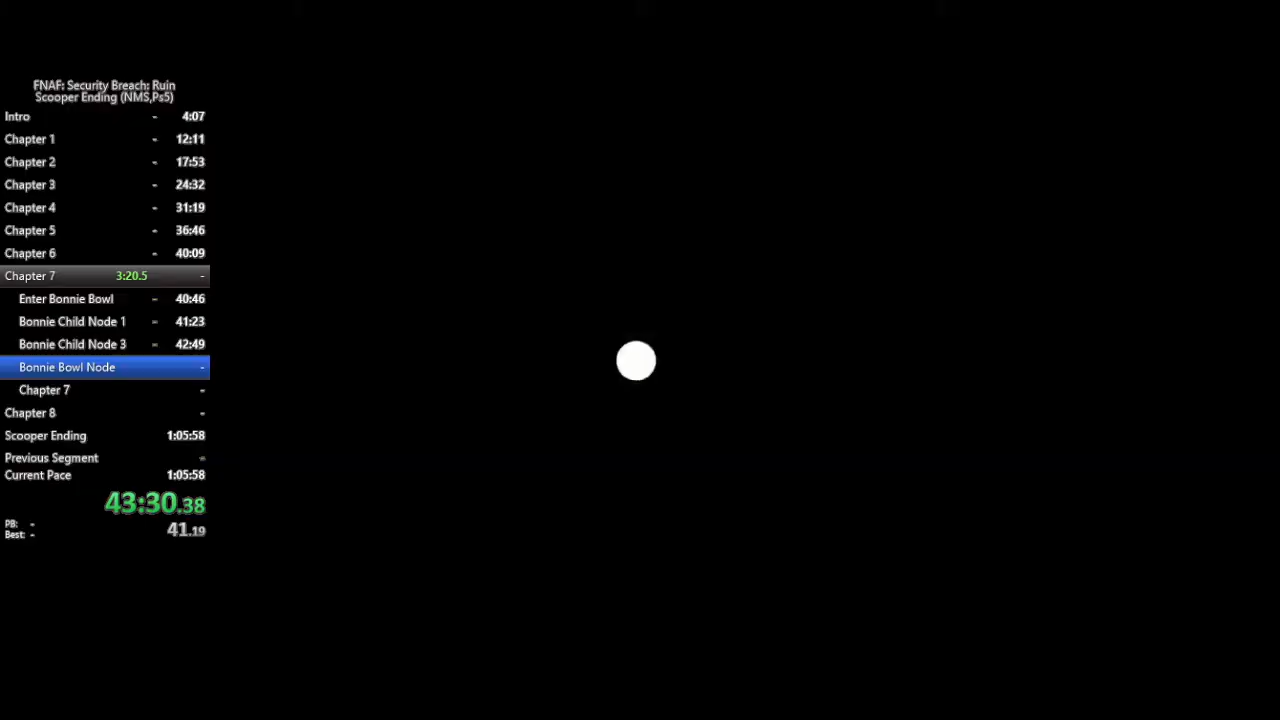 FNAF: Security Breach: Ruin
Scooper Ending (NMS,Ps5)
Intro - 4:07
Chapter 1 - 12:11
Chapter 2 - 17:53
Chapter 3 - 24:32
Chapter 4 - 31:19
Chapter 5 - 36:46
Chapter 6 - 40:09
Chapter 7 3:20.5 -
Enter Bonnie Bowl - 40:46
Bonnie Child Node 1 - 41:23
Bonnie Child Node 3 - 42:49
Bonnie Bowl Node -
Chapter 7 -
Chapter 8 -
Scooper Ending 1:05:58
Previous Segment -
Current Pace 1:05:58
43:30.38
PB: - 41.19
Best: -